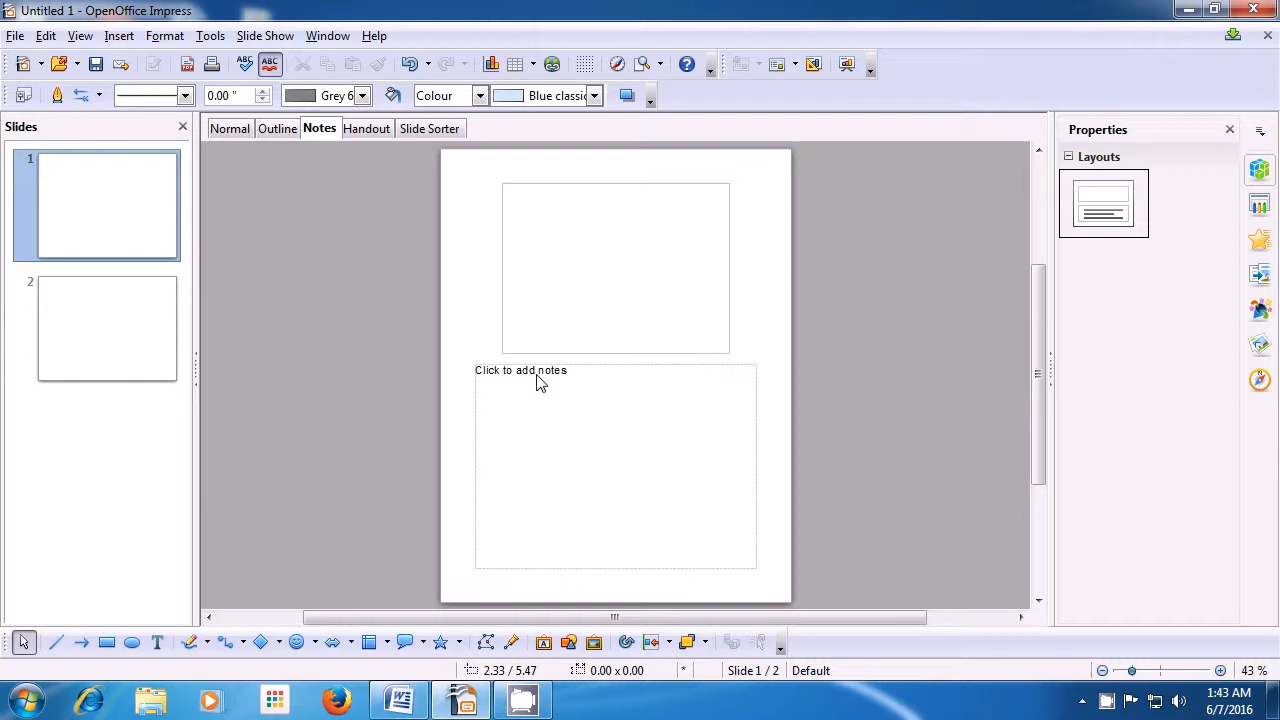 Untitled 1 - OpenOffice Impress
File Edit View Insert Format Tools Slide Show Window Help
ABC ABC
0.00 " Grey 6 Colour Blue classic
Slides
Normal Outline Notes Handout Slide Sorter
Properties
Layouts
1
2
Click to add notes
2.33 / 5.47 0.00 x 0.00 * Slide 1 / 2 Default 43 %
1:43 AM
6/7/2016